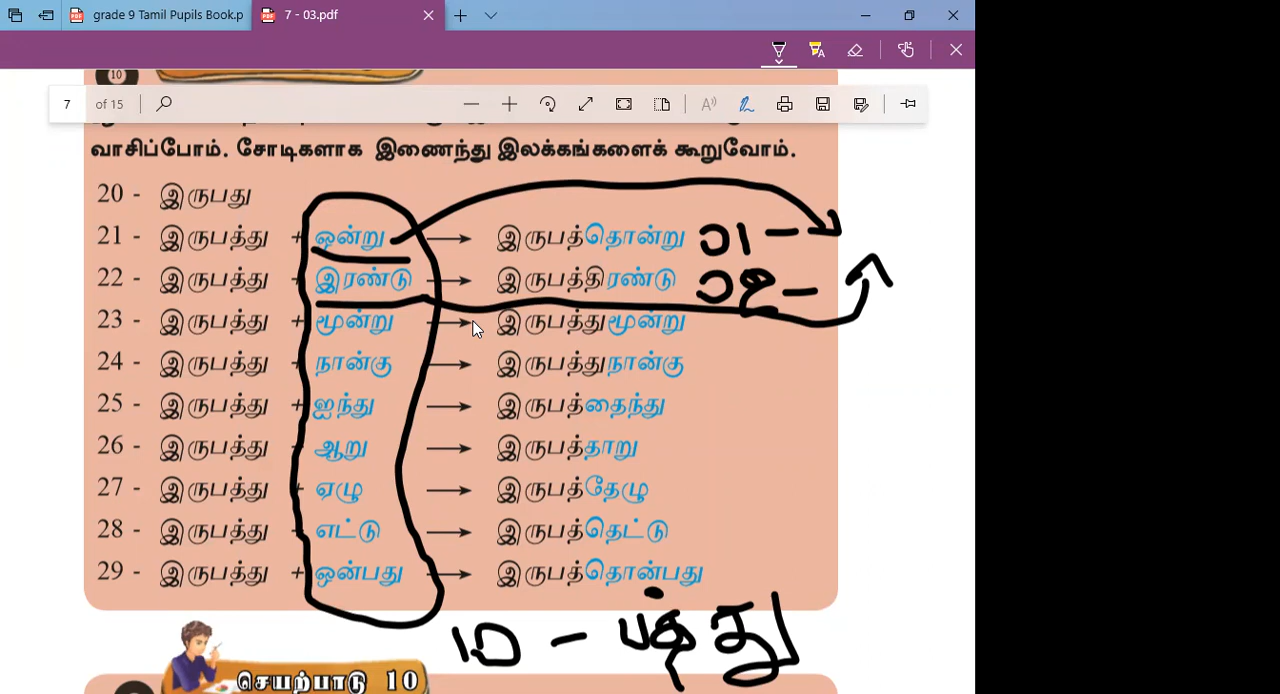 grade 9 Tamil Pupils Book.p
7 - 03.pdf
10
7 of 15
வாசிப்போம். சோடிகளாக இணைந்து இலக்கங்களைக் கூறுவோம்.
20 - இருபது
21 - இருபத்து + ஒன்று → இருபத்தொன்று 01 –
22 - இருபத்து + இரண்டு → இருபத்திரண்டு 02 –
23 - இருபத்து + மூன்று → இருபத்துமூன்று
24 - இருபத்து + நான்கு → இருபத்துநான்கு
25 - இருபத்து + ஐந்து → இருபத்தைந்து
26 - இருபத்து + ஆறு → இருபத்தாறு
27 - இருபத்து + ஏழு → இருபத்தேழு
28 - இருபத்து + எட்டு → இருபத்தெட்டு
29 - இருபத்து + ஒன்பது → இருபத்தொன்பது
10 – பத்து
செயற்பாடு 10